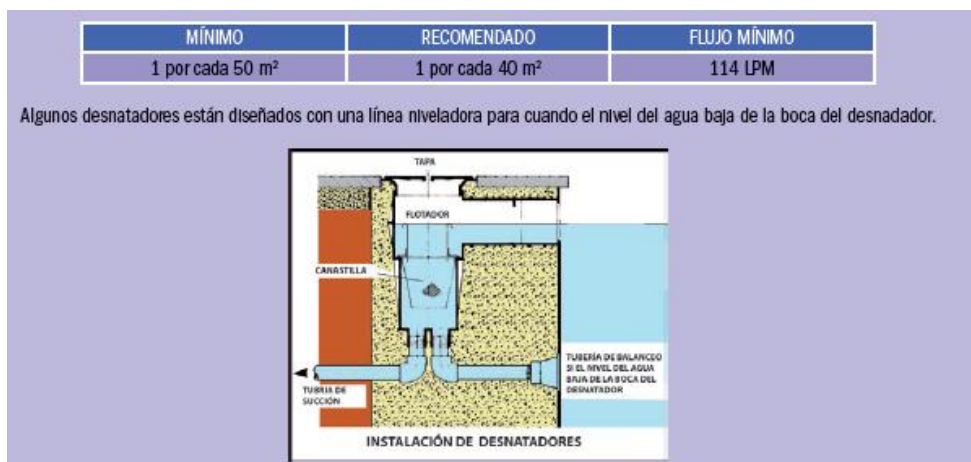 MÍNIMO RECOMENDADO FLUJO MÍNIMO
1 por cada 50 m² 1 por cada 40 m² 114 LPM
Algunos desnatadores están diseñados con una línea niveladora para cuando el nivel del agua baja de la boca del desnadador.
TAPA
FLOTADOR
CANASTILLA
TUBERÍA DE BALANCEO
SI EL NIVEL DEL AGUA
BAJA DE LA BOCA DEL
DESNATADOR
TUBRIA DE
SUCCIÓN
INSTALACIÓN DE DESNATADORES